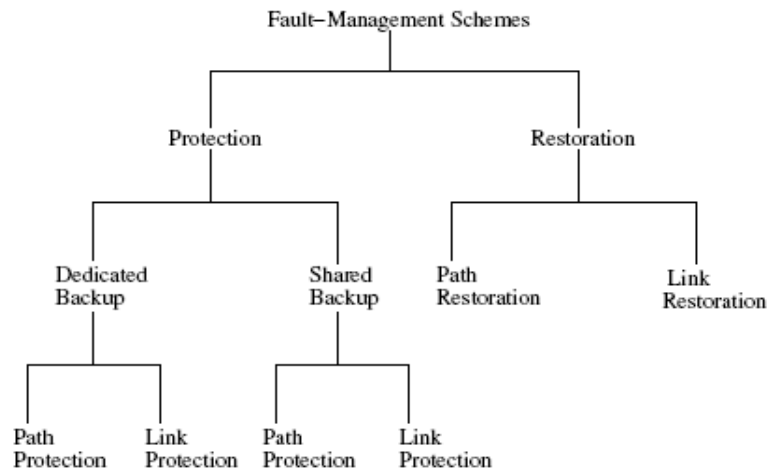 Fault−Management Schemes
Protection
Restoration
Dedicated
Backup
Shared
Backup
Path
Restoration
Link
Restoration
Path
Protection
Link
Protection
Path
Protection
Link
Protection